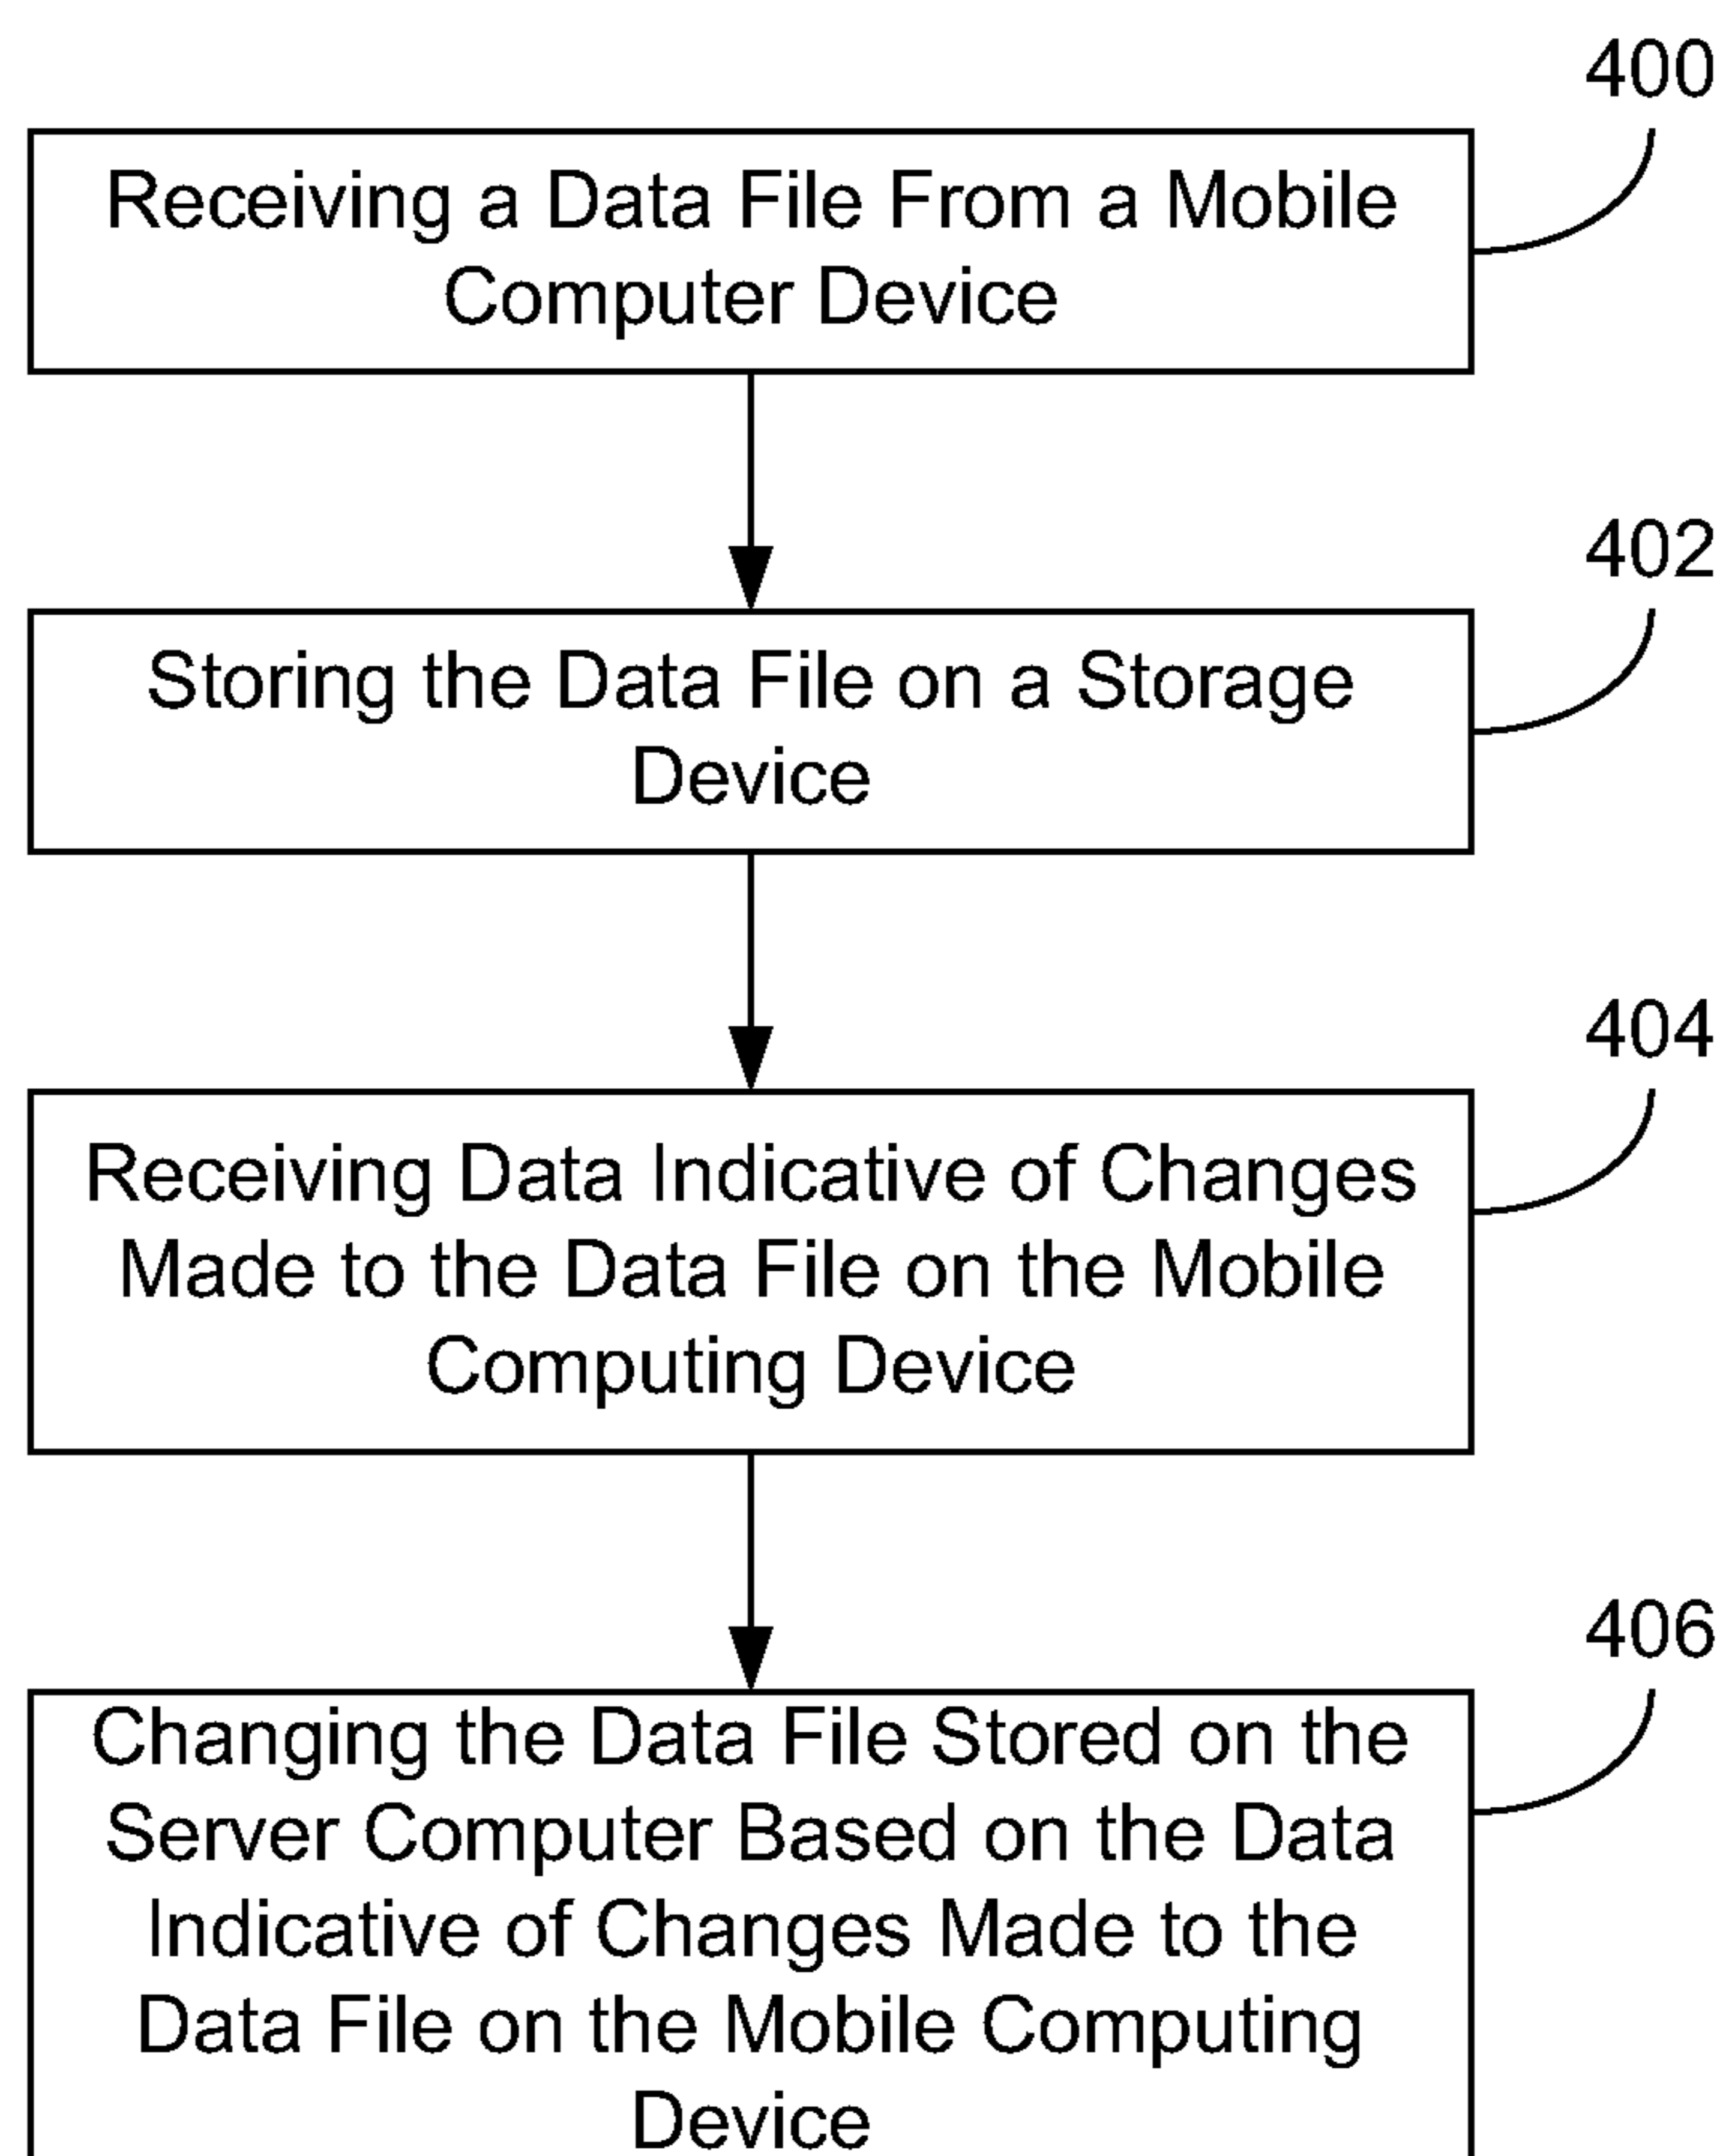 400
Receiving a Data File From a Mobile
Computer Device
402
Storing the Data File on a Storage
Device
404
Receiving Data Indicative of Changes
Made to the Data File on the Mobile
Computing Device
406
Changing the Data File Stored on the
Server Computer Based on the Data
Indicative of Changes Made to the
Data File on the Mobile Computing
Device